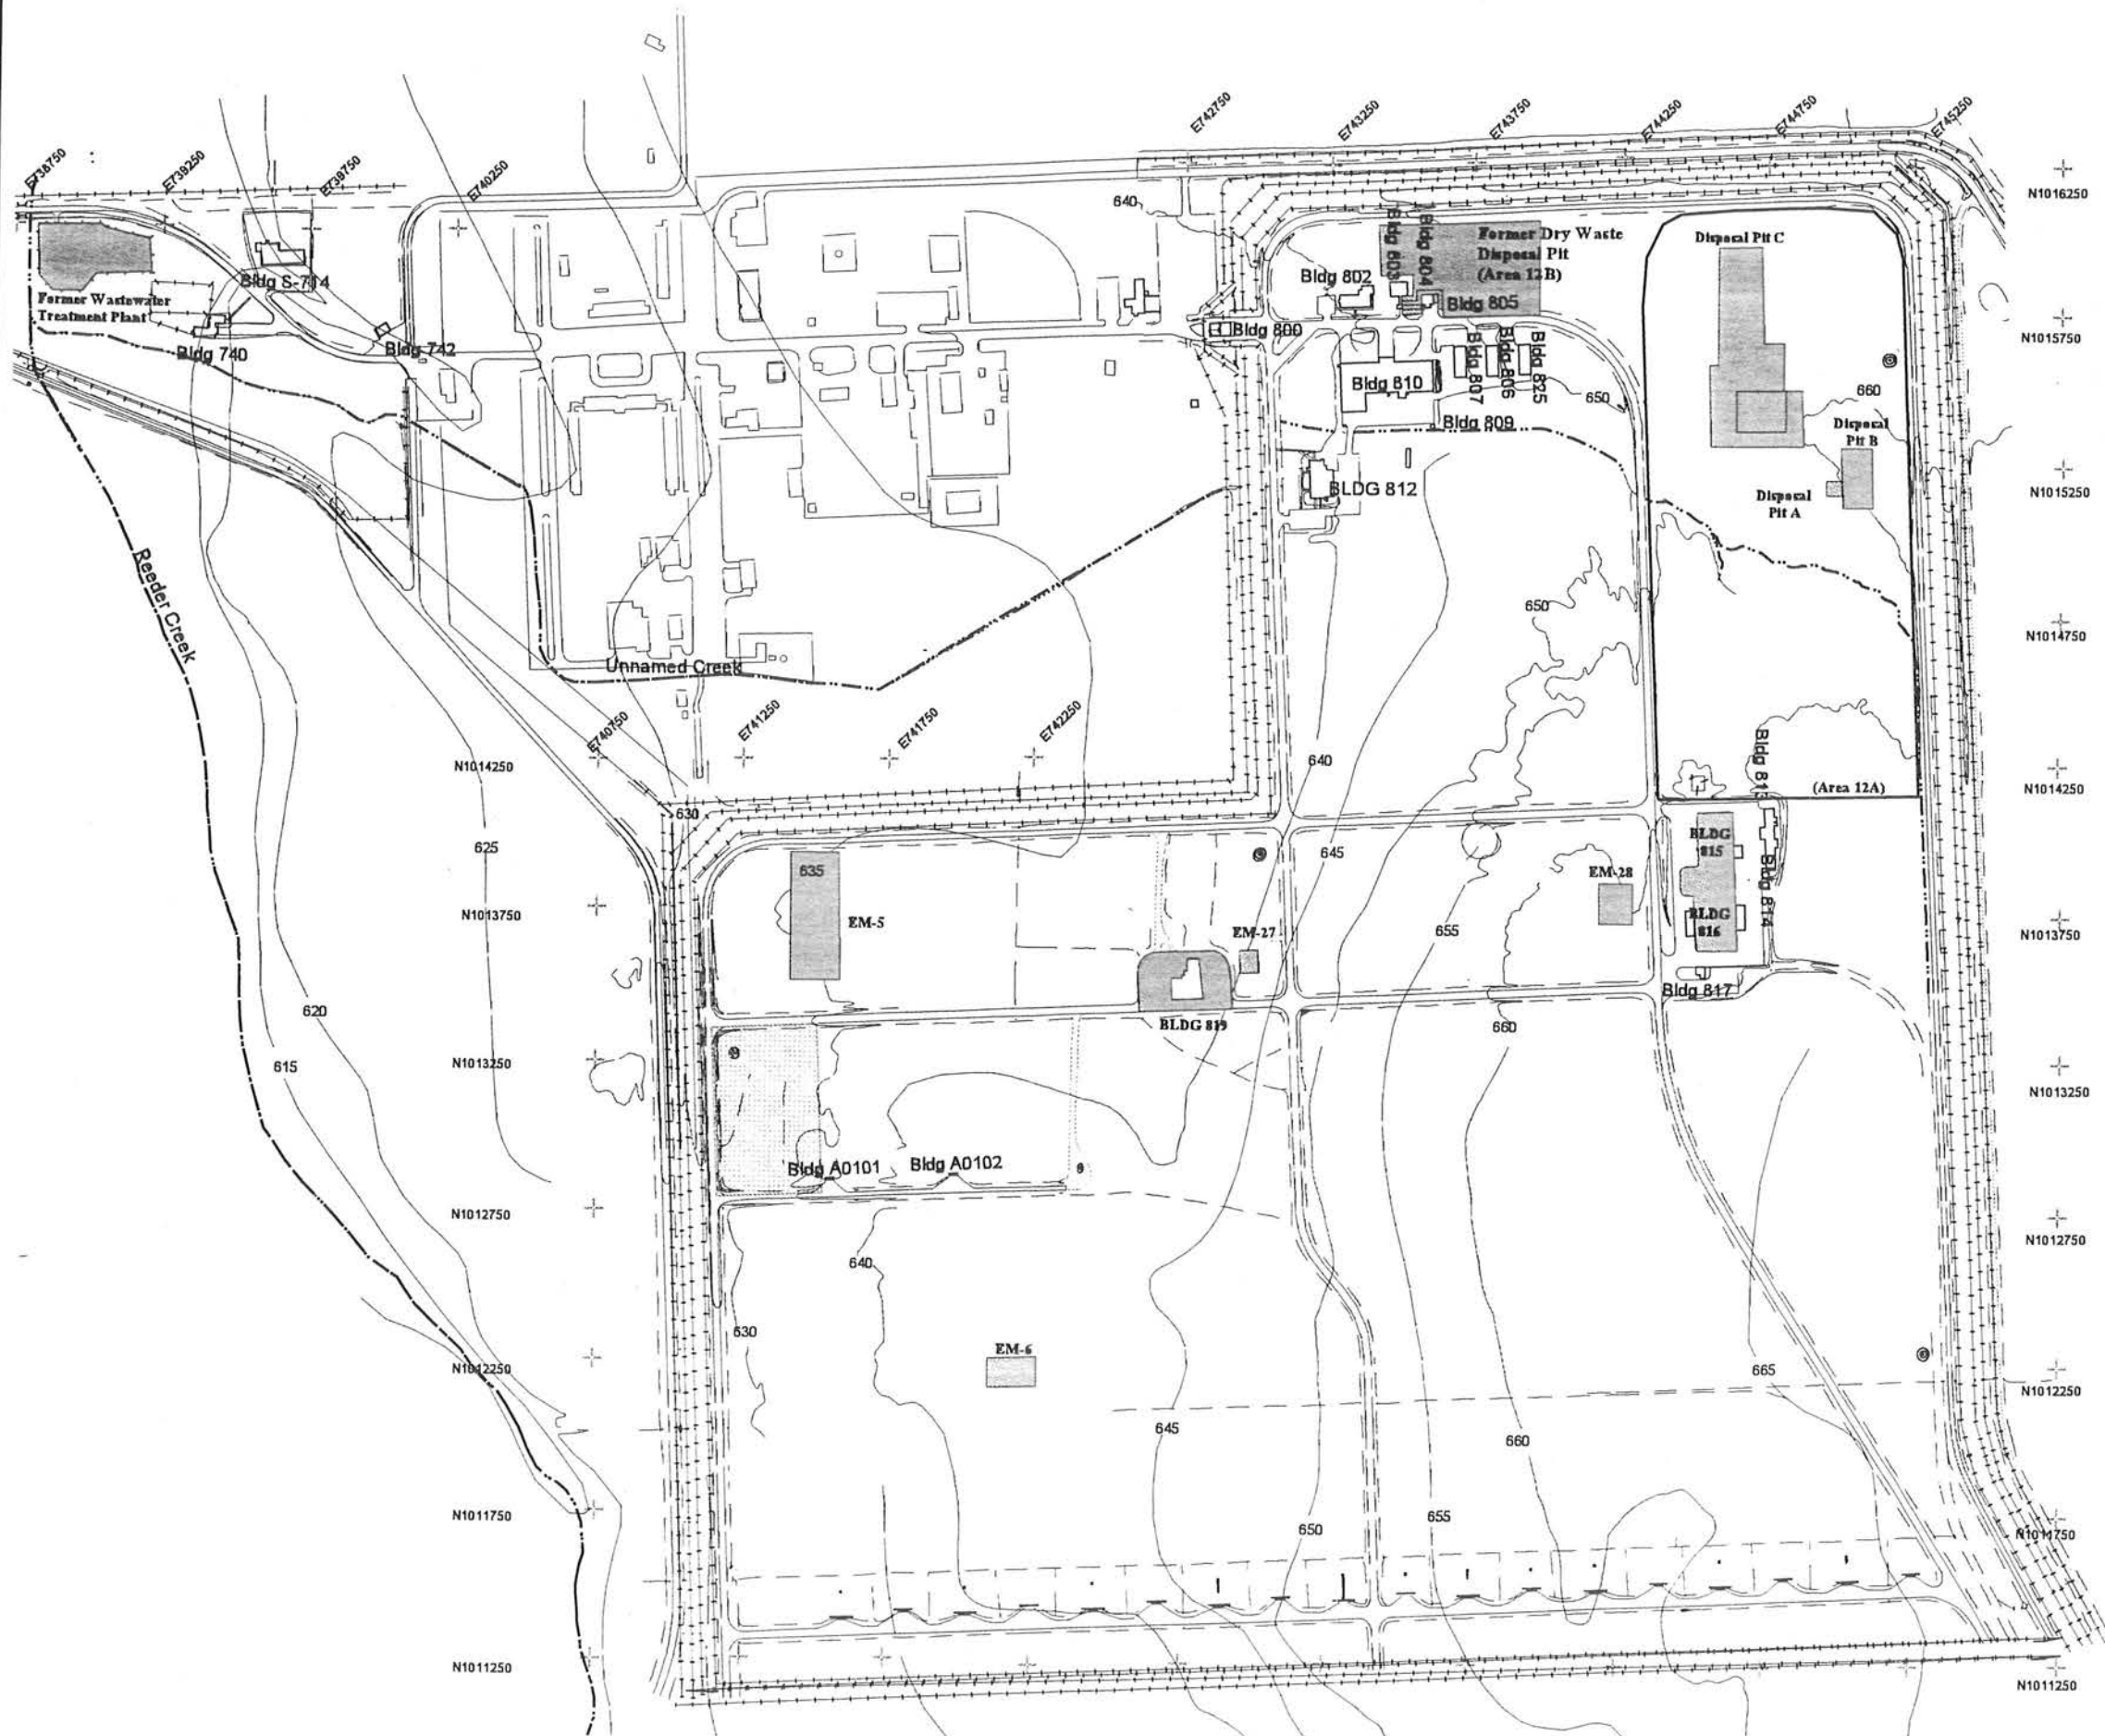 E738750
E739250
E739750
E740250
E742750
E743250
E743750
E744250
E744750
E745250
N1016250
640
Bldg 803
Bldg 804
Former Dry Waste
Disposal Pit
(Area 12B)
Disposal Pit C
Bldg S-714
Bldg 802
Bldg 805
Former Wastewater
Treatment Plant
Bldg 740
Bldg 742
Bldg 800
N1015750
Bldg 810
Bldg 807
Bldg 806
Bldg 825
650
660
Bldg 809
Disposal
Pit B
BLDG 812
Disposal
Pit A
N1015250
Reeder Creek
650
N1014750
Unnamed Creek
E740750
E741250
E741750
E742250
N1014250
640
Bldg 813
(Area 12A)
N1014250
630
625
635
645
BLDG
815
EM-28
Bldg 814
N1013750
EM-5
EM-27
655
BLDG
816
N1013750
Bldg 817
620
BLDG 819
660
615
N1013250
N1013250
Bldg A0101
Bldg A0102
N1012750
N1012750
640
630
EM-6
N1012250
665
N1012250
645
660
N1011750
650
655
N1011750
N1011250
N1011250